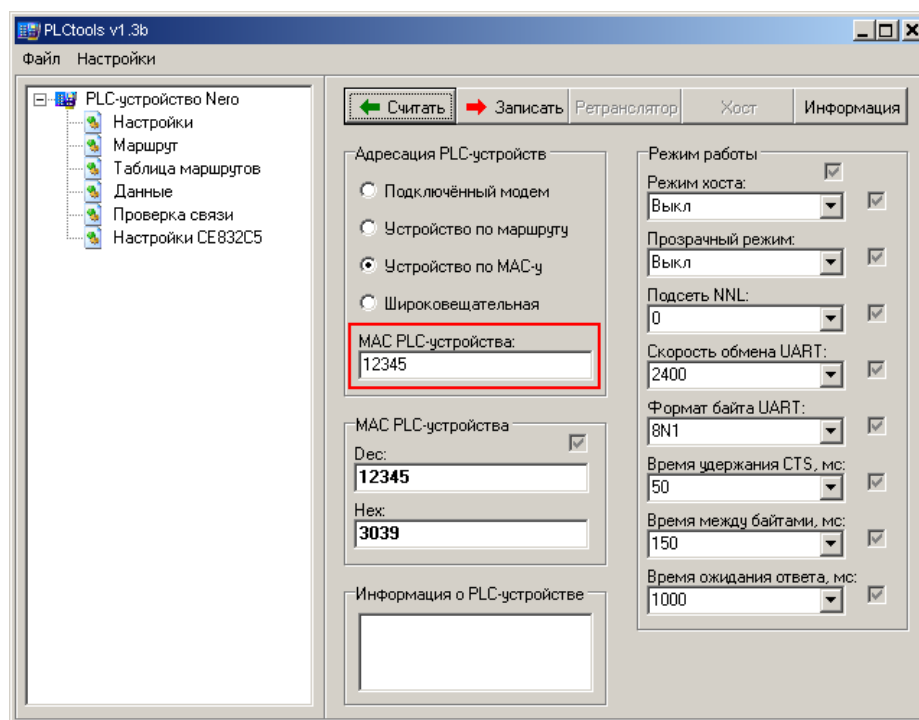 PLCtools v1.3b
Файл Настройки
PLC-устройство Nero
Настройки
Маршрут
Таблица маршрутов
Данные
Проверка связи
Настройки CE832C5
Считать Записать Ретранслятор Хост Информация
Адресация PLC-устройств
Подключённый модем
Устройство по маршруту
Устройство по MAC-у
Широковещательная
MAC PLC-устройства:
12345
MAC PLC-устройства
Dec:
12345
Hex:
3039
Информация о PLC-устройстве
Режим работы
Режим хоста:
Выкл
Прозрачный режим:
Выкл
Подсеть NNL:
0
Скорость обмена UART:
2400
Формат байта UART:
8N1
Время удержания CTS, мс:
50
Время между байтами, мс:
150
Время ожидания ответа, мс:
1000